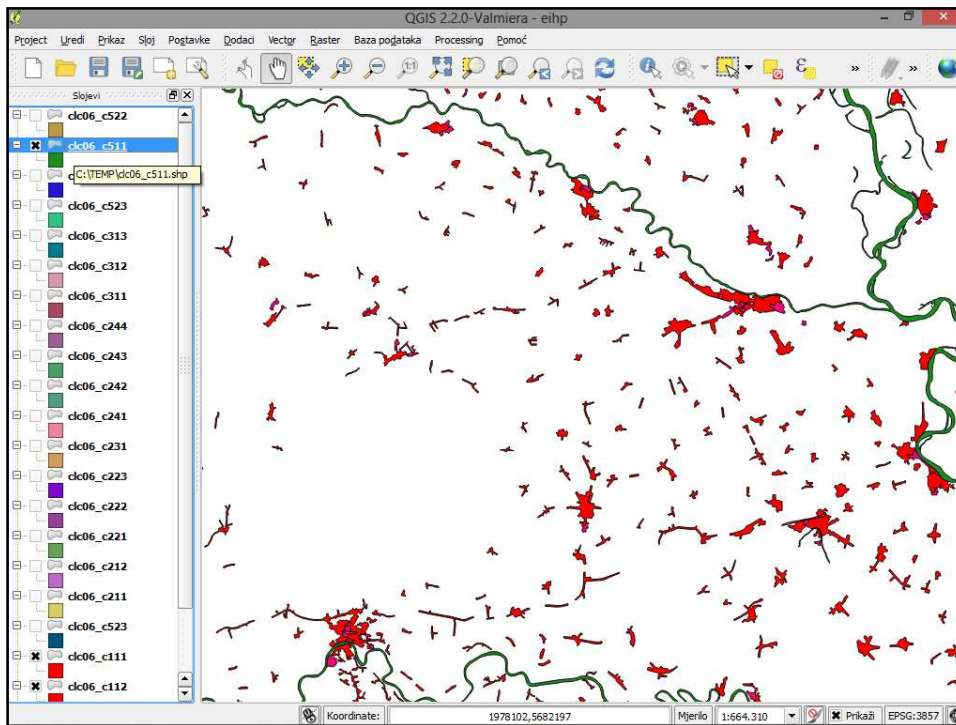 QGIS 2.2.0-Valmiera - eihp
Project Uredi Prikaz Sloj Postavke Dodaci Vector Raster Baza podataka Processing Pomoć
Slojevi
clc06_c522
clc06_c511
C:\TEMP\clc06_c511.shp
clc06_c523
clc06_c313
clc06_c312
clc06_c311
clc06_c244
clc06_c243
clc06_c242
clc06_c241
clc06_c231
clc06_c223
clc06_c222
clc06_c221
clc06_c212
clc06_c211
clc06_c523
clc06_c111
clc06_c112
Koordinate: 1978102,5682197 Mjerilo 1:664.310 Prikaži EPSG:3857